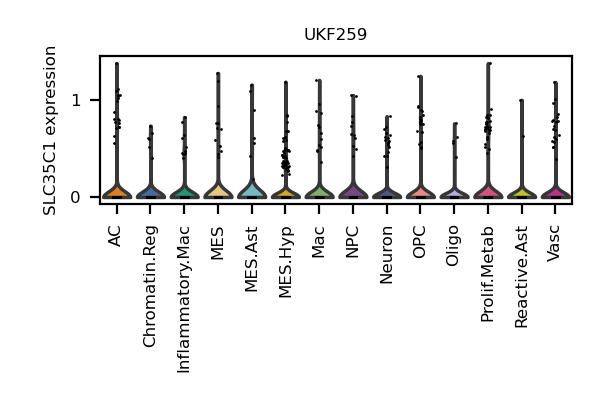 UKF259
SLC35C1 expression
1
0
AC
Chromatin.Reg
Inflammatory.Mac
MES
MES.Ast
MES.Hyp
Mac
NPC
Neuron
OPC
Oligo
Prolif.Metab
Reactive.Ast
Vasc